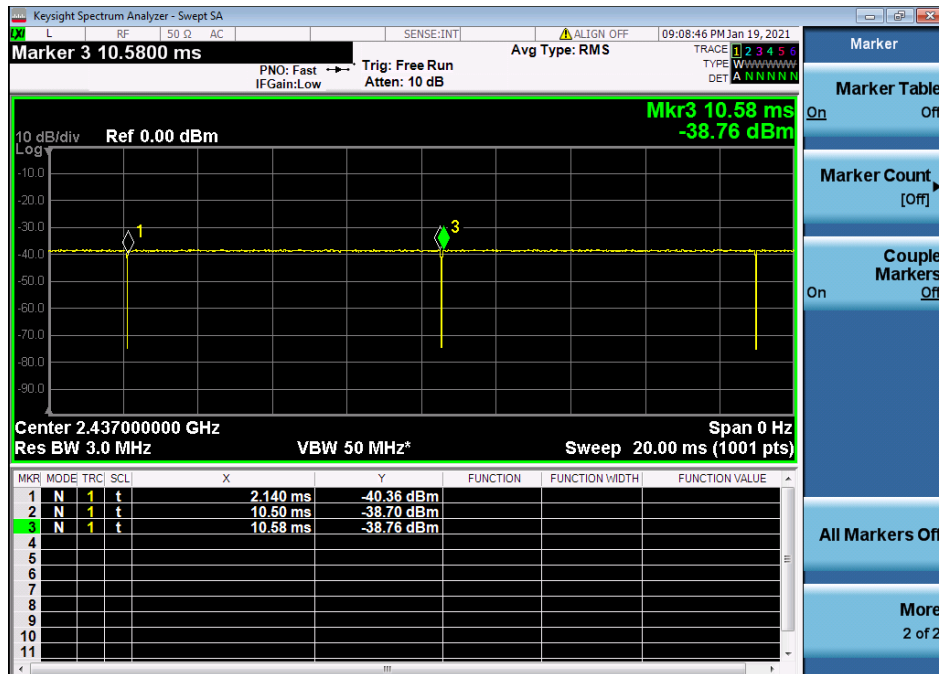 Keysight Spectrum Analyzer - Swept SA
LXI L RF 50 Ω AC SENSE:INT ALIGN OFF 09:08:46 PM Jan 19, 2021
Marker 3 10.5800 ms
PNO: Fast
IFGain:Low
Trig: Free Run
Atten: 10 dB
Avg Type: RMS
TRACE 1 2 3 4 5 6
TYPE W W W W W W
DET A N N N N N
Mkr3 10.58 ms
-38.76 dBm
10 dB/div Ref 0.00 dBm
Log
-10.0
-20.0
-30.0
-40.0
-50.0
-60.0
-70.0
-80.0
-90.0
1
3
Center 2.437000000 GHz Span 0 Hz
Res BW 3.0 MHz VBW 50 MHz* Sweep 20.00 ms (1001 pts)
MKR MODE TRC SCL X Y FUNCTION FUNCTION WIDTH FUNCTION VALUE
1 N 1 t 2.140 ms -40.36 dBm
2 N 1 t 10.50 ms -38.70 dBm
3 N 1 t 10.58 ms -38.76 dBm
4
5
6
7
8
9
10
11
Marker
Marker Table
On Off
Marker Count
[Off]
Couple
Markers
On Off
All Markers Off
More
2 of 2